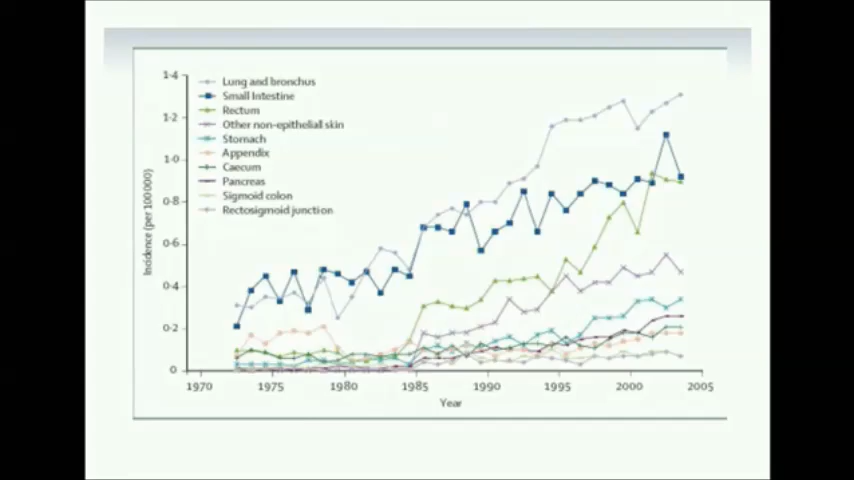 1·4
1·2
1·0
0·8
0·6
0·4
0·2
0
Incidence (per 100 000)
Lung and bronchus
Small Intestine
Rectum
Other non-epithelial skin
Stomach
Appendix
Caecum
Pancreas
Sigmoid colon
Rectosigmoid junction
1970 1975 1980 1985 1990 1995 2000 2005
Year